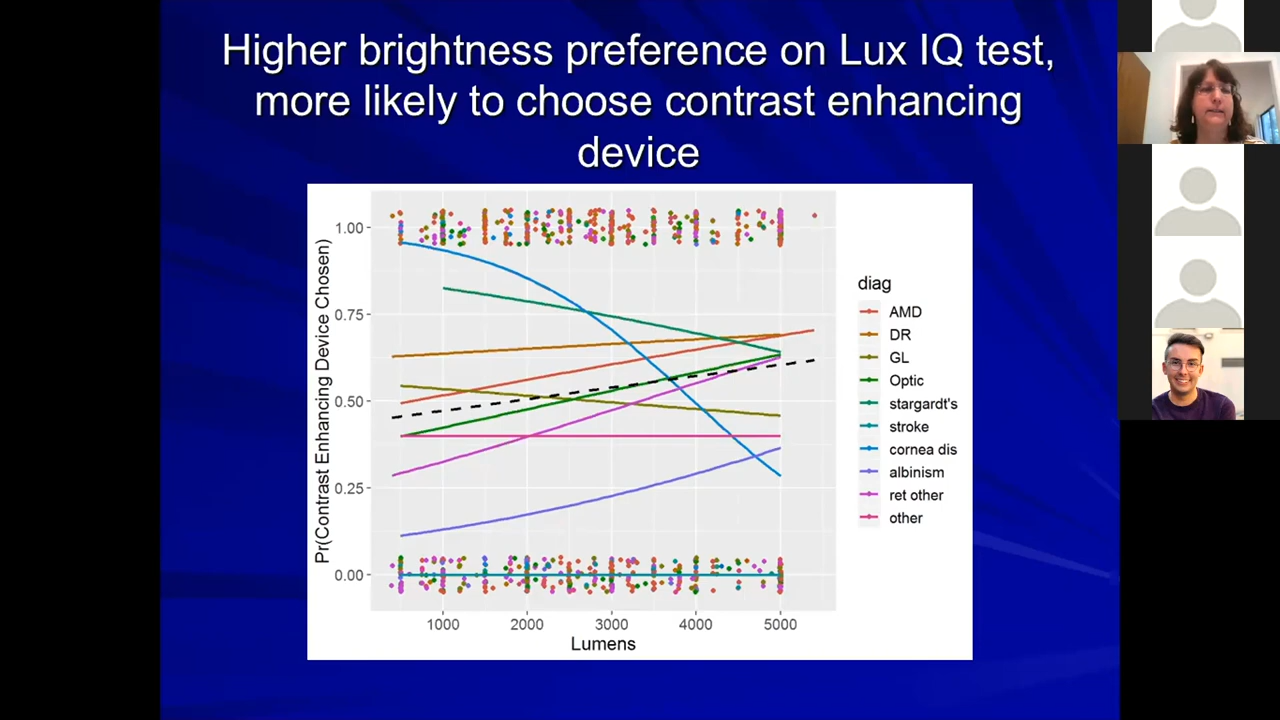 Higher brightness preference on Lux IQ test,
more likely to choose contrast enhancing
device
Pr(Contrast Enhancing Device Chosen)
1.00
0.75
0.50
0.25
0.00
1000 2000 3000 4000 5000
Lumens
diag
AMD
DR
GL
Optic
stargardt's
stroke
cornea dis
albinism
ret other
other